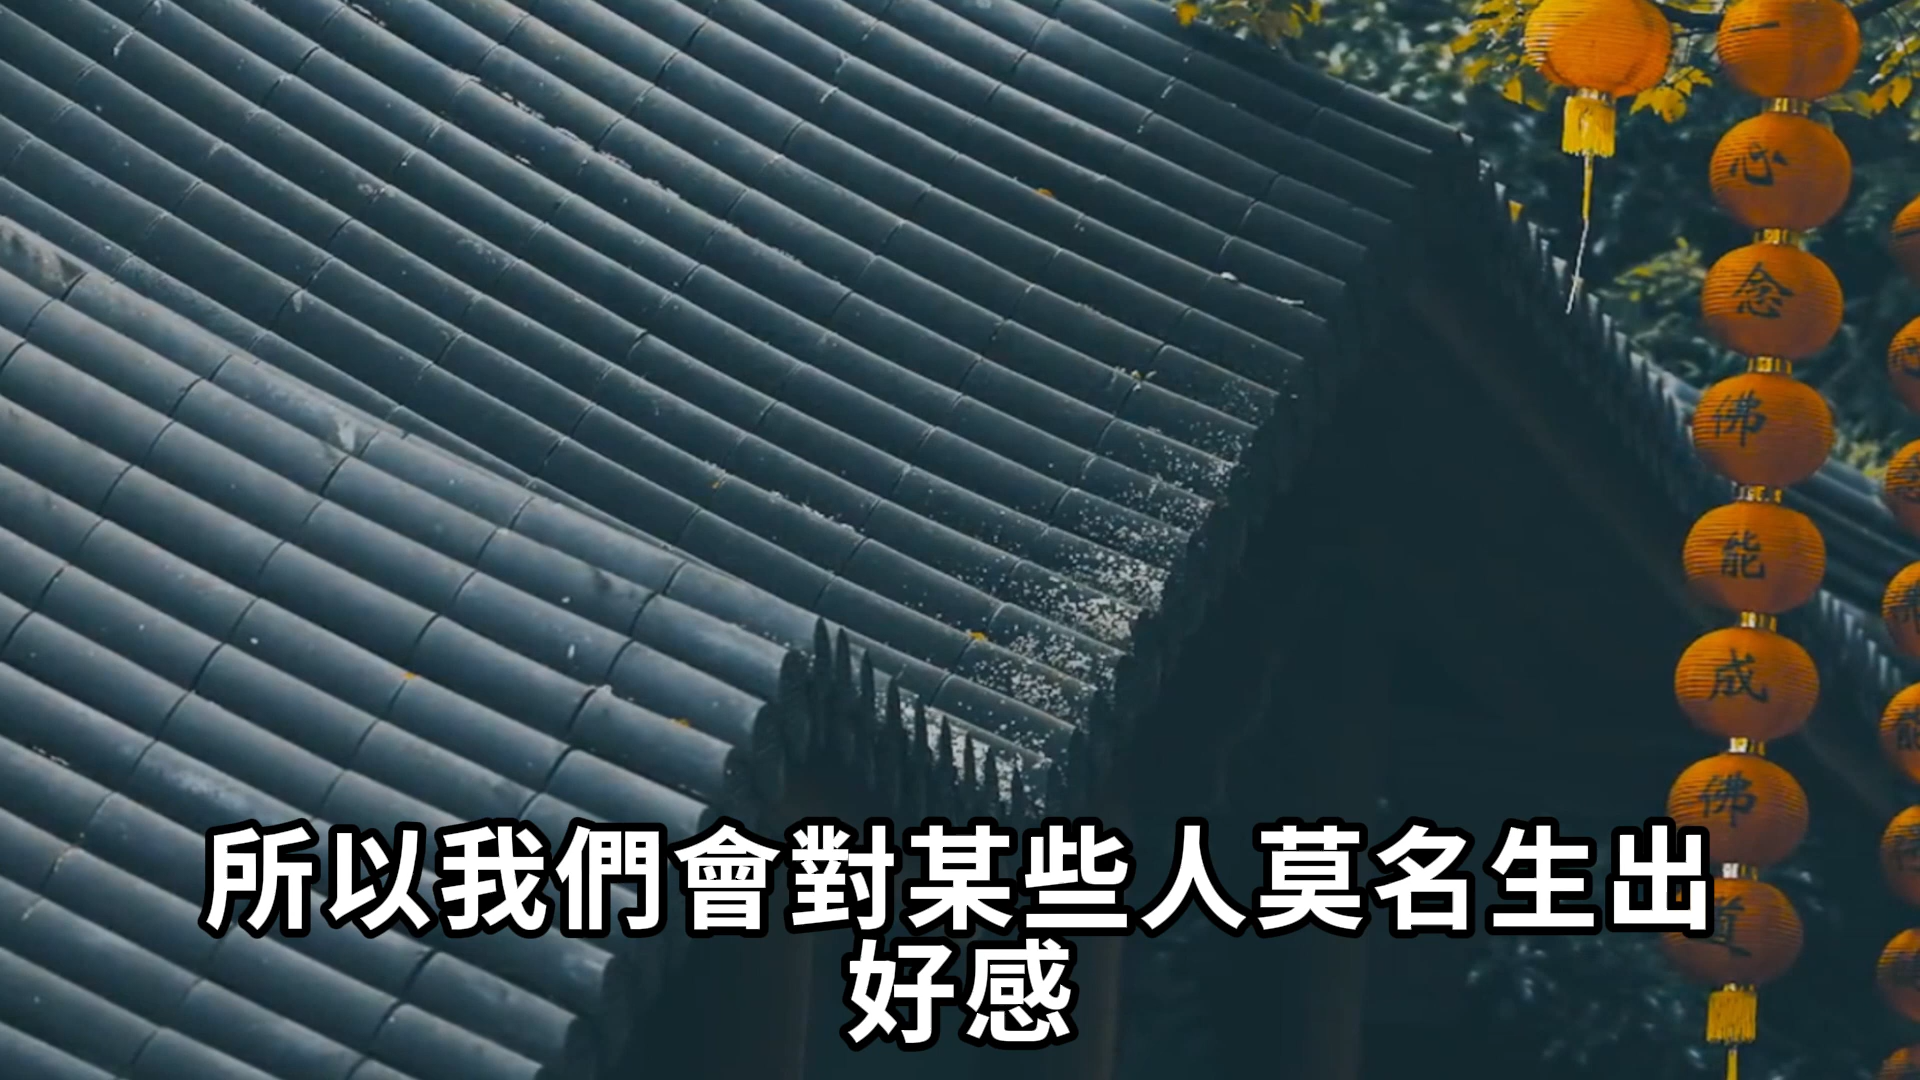 所以我們會對某些人莫名生出
好感
一心念佛能成佛道